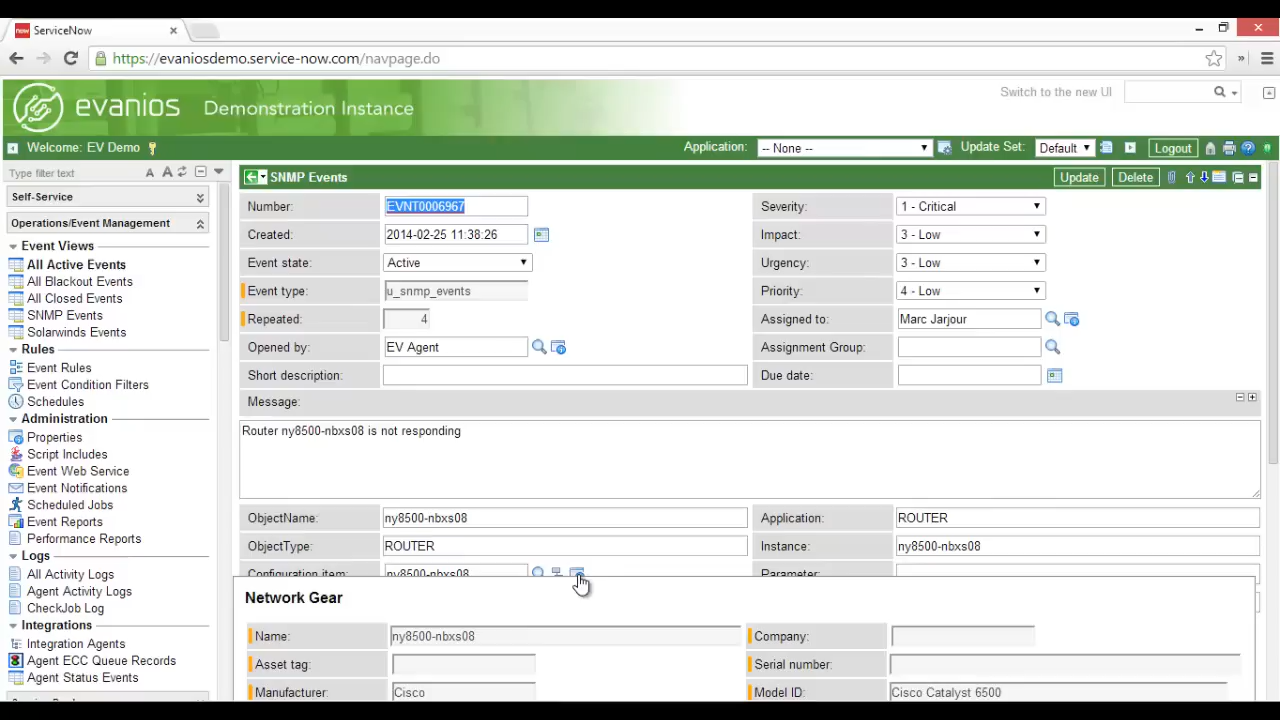 ServiceNow
https://evaniosdemo.service-now.com/navpage.do
evanios Demonstration Instance
Switch to the new UI
Welcome: EV Demo
Application: -- None -- Update Set: Default Logout
Type filter text A A
Self-Service
Operations/Event Management
Event Views
All Active Events
All Blackout Events
All Closed Events
SNMP Events
Solarwinds Events
Rules
Event Rules
Event Condition Filters
Schedules
Administration
Properties
Script Includes
Event Web Service
Event Notifications
Scheduled Jobs
Event Reports
Performance Reports
Logs
All Activity Logs
Agent Activity Logs
CheckJob Log
Integrations
Integration Agents
Agent ECC Queue Records
Agent Status Events
SNMP Events Update Delete
Number: EVNT0006967 Severity: 1 - Critical
Created: 2014-02-25 11:38:26 Impact: 3 - Low
Event state: Active Urgency: 3 - Low
Event type: u_snmp_events Priority: 4 - Low
Repeated: 4 Assigned to: Marc Jarjour
Opened by: EV Agent Assignment Group:
Short description: Due date:
Message:
Router ny8500-nbxs08 is not responding
ObjectName: ny8500-nbxs08 Application: ROUTER
ObjectType: ROUTER Instance: ny8500-nbxs08
Configuration item: ny8500-nbxs08 Parameter:
Network Gear
Name: ny8500-nbxs08 Company:
Asset tag: Serial number:
Manufacturer: Cisco Model ID: Cisco Catalyst 6500